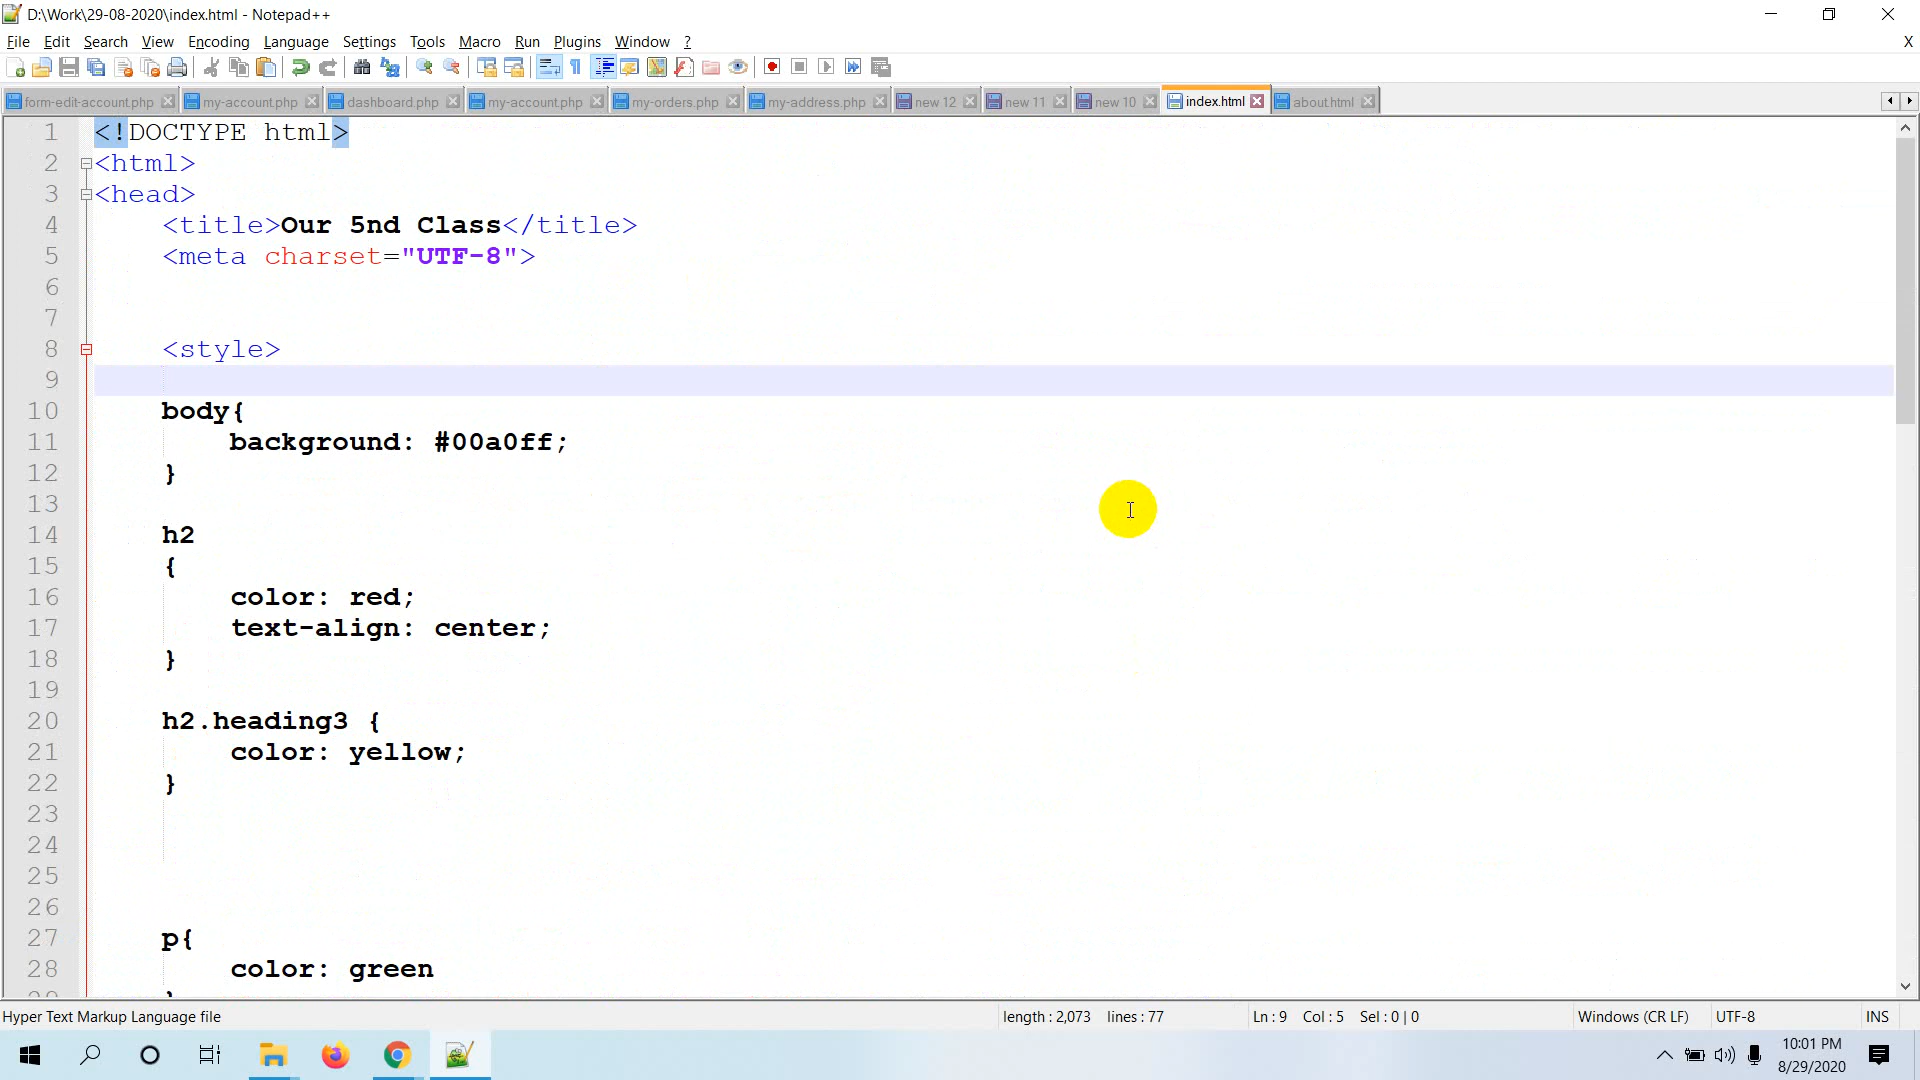 D:\Work\29-08-2020\index.html - Notepad++
File Edit Search View Encoding Language Settings Tools Macro Run Plugins Window ? X
form-edit-account.php my-account.php dashboard.php my-account.php my-orders.php my-address.php new 12 new 11 new 10 index.html about.html
1 <!DOCTYPE html>
2 <html>
3 <head>
4 <title>Our 5nd Class</title>
5 <meta charset="UTF-8">
6
7
8 <style>
9
10 body{
11 background: #00a0ff;
12 }
13
14 h2
15 {
16 color: red;
17 text-align: center;
18 }
19
20 h2.heading3 {
21 color: yellow;
22 }
23
24
25
26
27 p{
28 color: green
Hyper Text Markup Language file length : 2,073 lines : 77 Ln : 9 Col : 5 Sel : 0 | 0 Windows (CR LF) UTF-8 INS
10:01 PM
8/29/2020